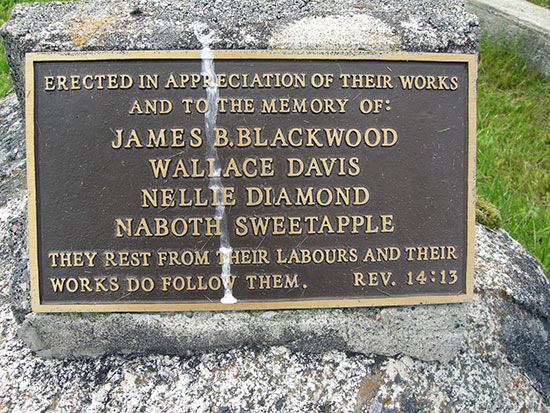 ERECTED IN APPRECIATION OF THEIR WORKS
AND TO THE MEMORY OF:
JAMES B.BLACKWOOD
WALLACE DAVIS
NELLIE DIAMOND
NABOTH SWEETAPPLE
THEY REST FROM THEIR LABOURS AND THEIR
WORKS DO FOLLOW THEM. REV. 14:13